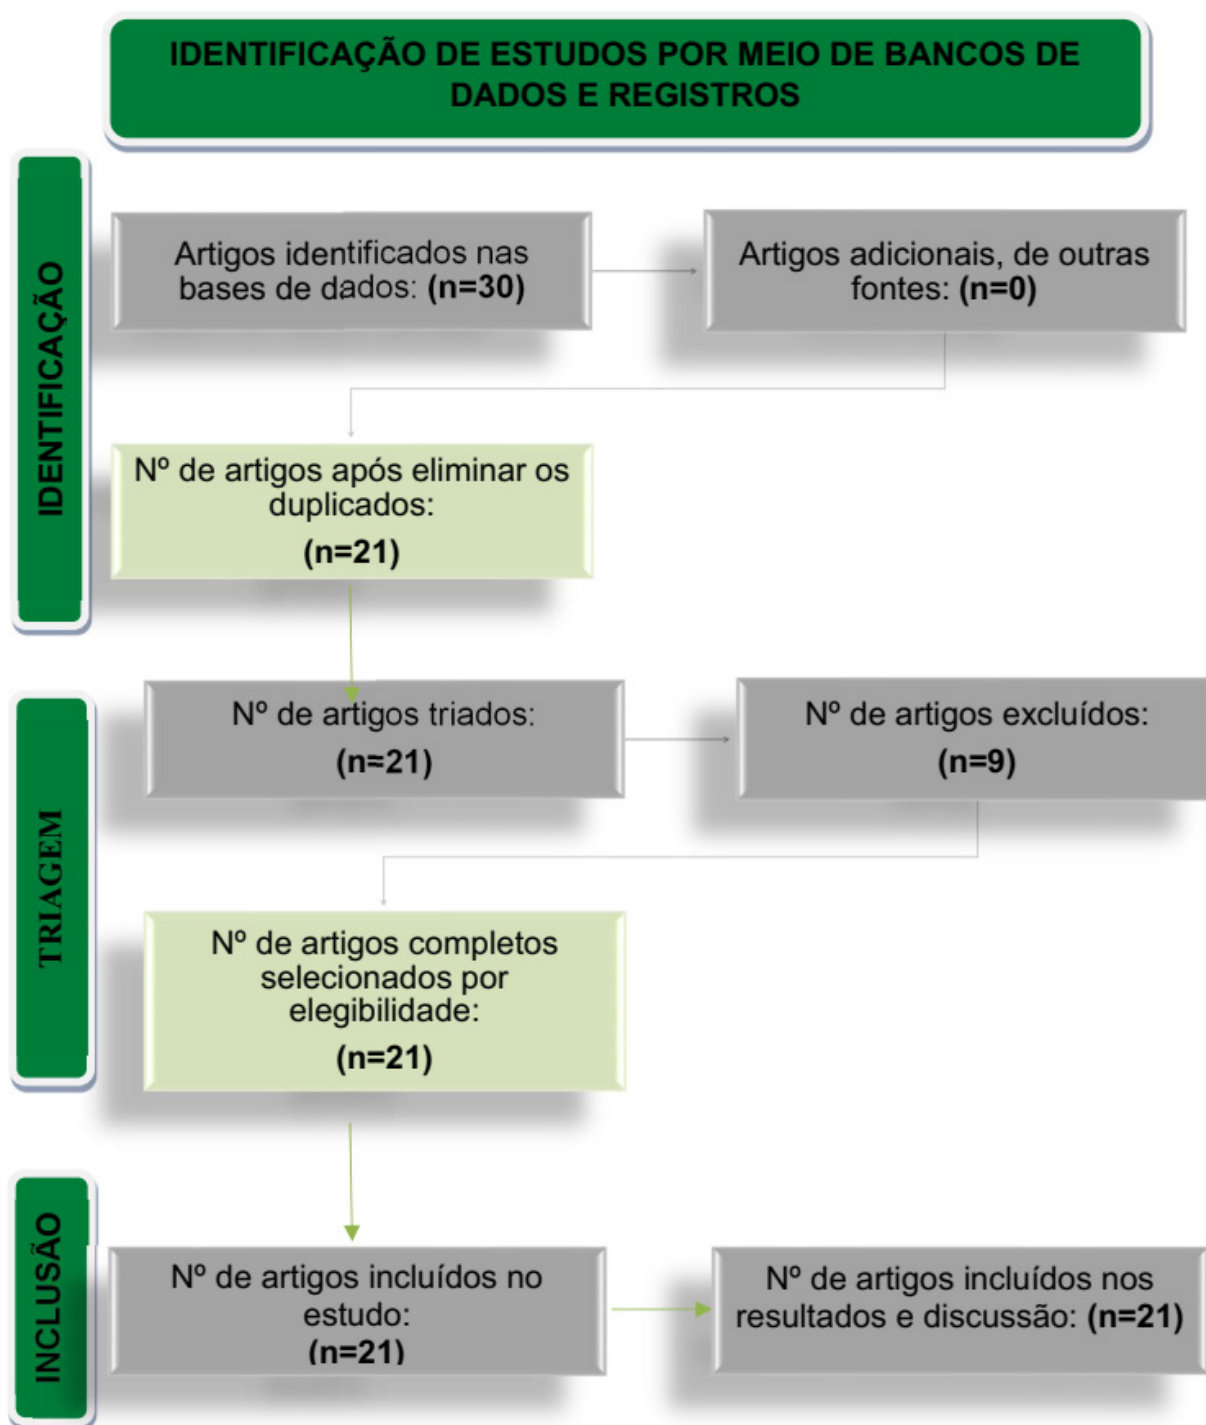 IDENTIFICAÇÃO DE ESTUDOS POR MEIO DE BANCOS DE
DADOS E REGISTROS
IDENTIFICAÇÃO
Artigos identificados nas
bases de dados: (n=30)
Artigos adicionais, de outras
fontes: (n=0)
Nº de artigos após eliminar os
duplicados:
(n=21)
TRIAGEM
Nº de artigos triados:
(n=21)
Nº de artigos excluídos:
(n=9)
Nº de artigos completos
selecionados por
elegibilidade:
(n=21)
INCLUSÃO
Nº de artigos incluídos no
estudo:
(n=21)
Nº de artigos incluídos nos
resultados e discussão: (n=21)